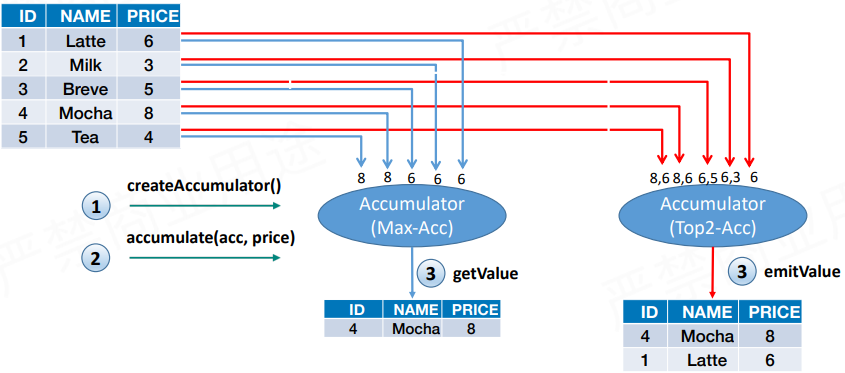 ID NAME PRICE
1 Latte 6
2 Milk 3
3 Breve 5
4 Mocha 8
5 Tea 4
8 8 6 6 6
8,6 8,6 6,5 6,3 6
1 createAccumulator()
2 accumulate(acc, price)
Accumulator
(Max-Acc)
Accumulator
(Top2-Acc)
3 getValue
3 emitValue
ID NAME PRICE
4 Mocha 8
ID NAME PRICE
4 Mocha 8
1 Latte 6